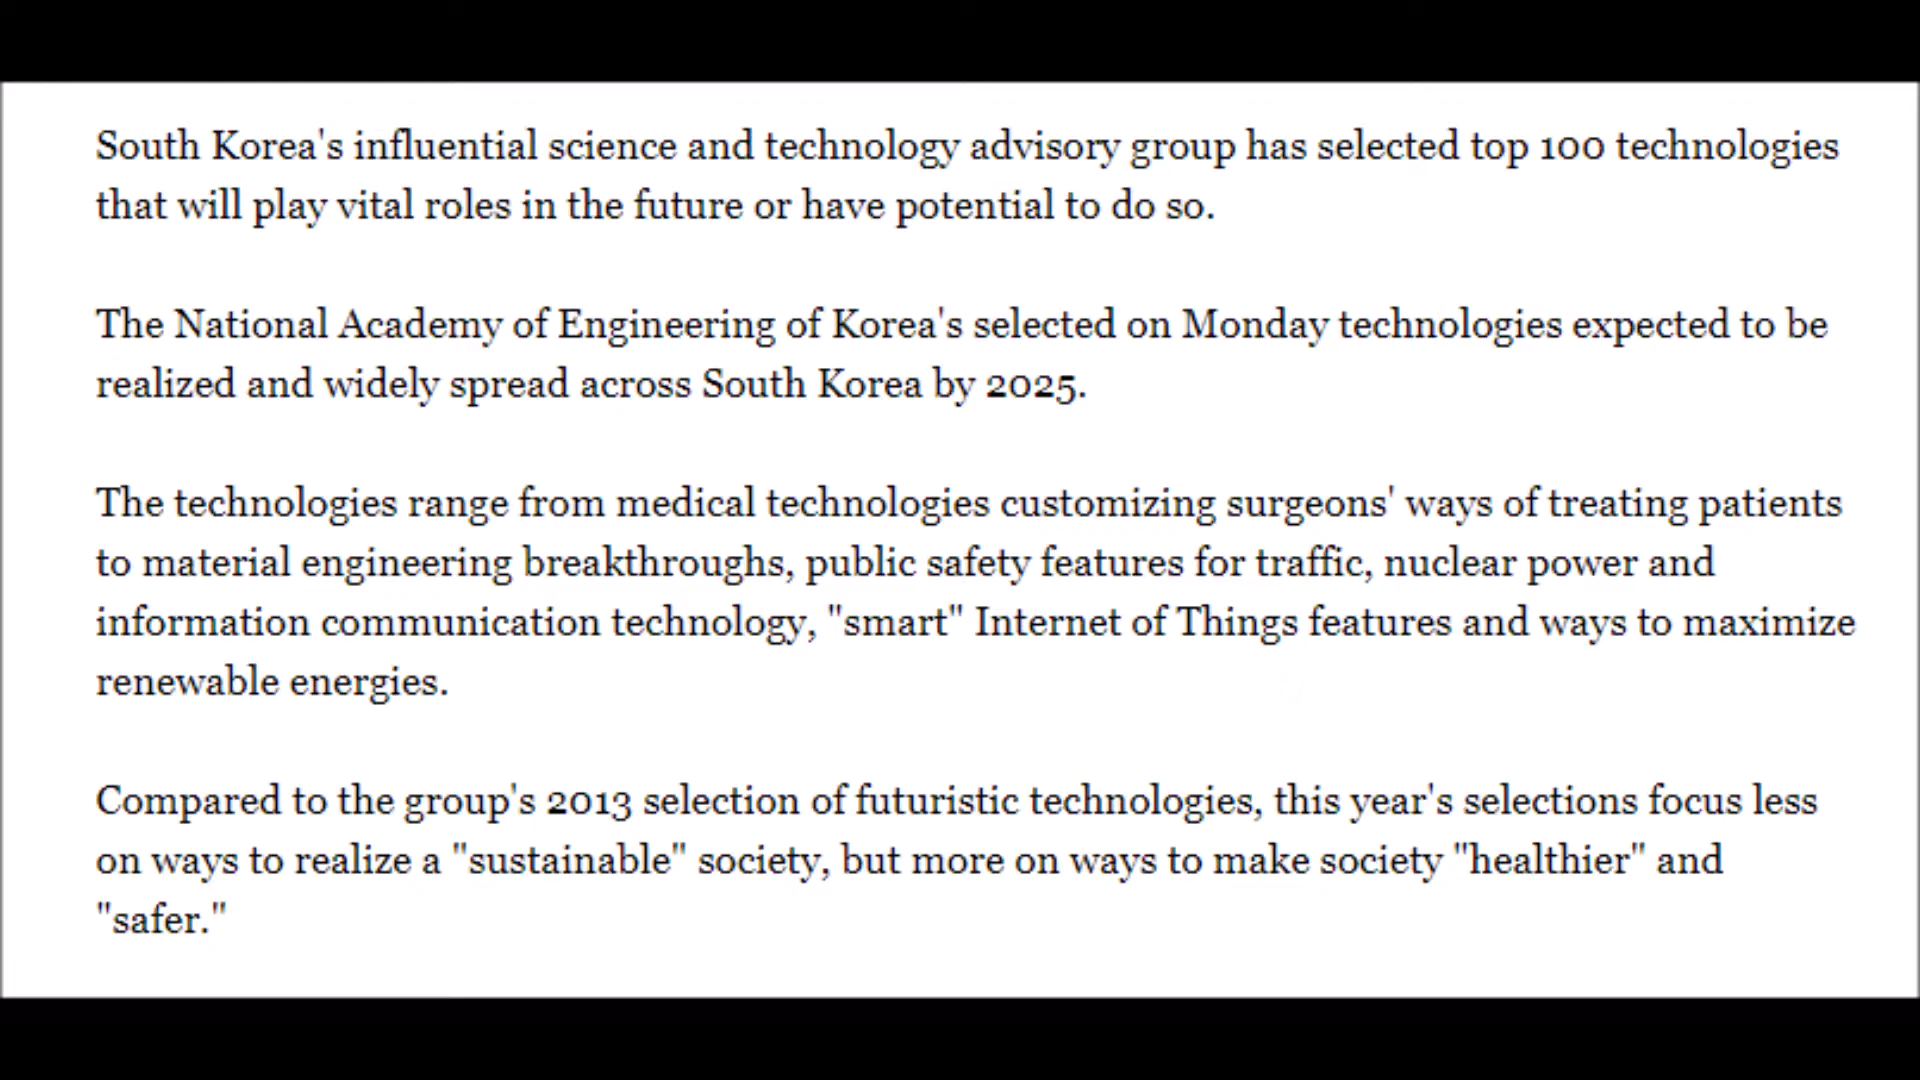 South Korea's influential science and technology advisory group has selected top 100 technologies
that will play vital roles in the future or have potential to do so.
The National Academy of Engineering of Korea's selected on Monday technologies expected to be
realized and widely spread across South Korea by 2025.
The technologies range from medical technologies customizing surgeons' ways of treating patients
to material engineering breakthroughs, public safety features for traffic, nuclear power and
information communication technology, "smart" Internet of Things features and ways to maximize
renewable energies.
Compared to the group's 2013 selection of futuristic technologies, this year's selections focus less
on ways to realize a "sustainable" society, but more on ways to make society "healthier" and
"safer."